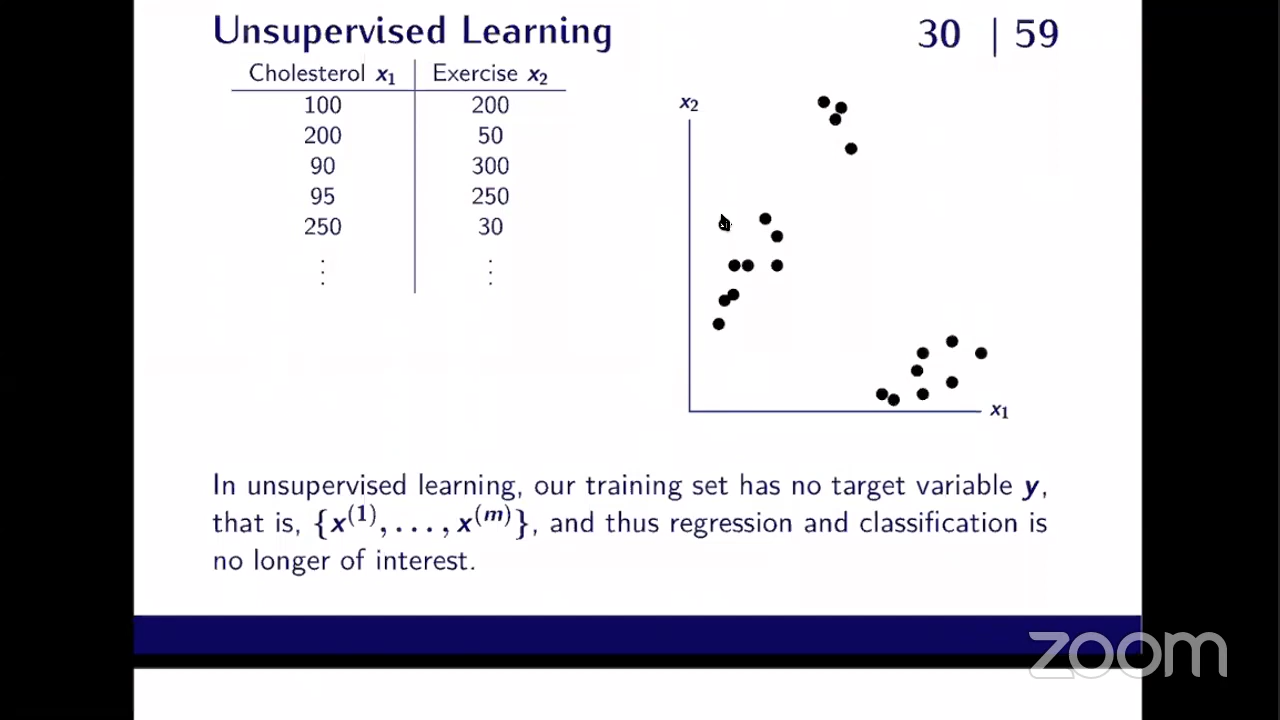 Unsupervised Learning 30 | 59
Cholesterol x₁ Exercise x₂
100 200
200 50
90 300
95 250
250 30
⋮ ⋮
x₂
x₁
In unsupervised learning, our training set has no target variable y,
that is, {x⁽¹⁾, . . . , x⁽ᵐ⁾}, and thus regression and classification is
no longer of interest.
zoom